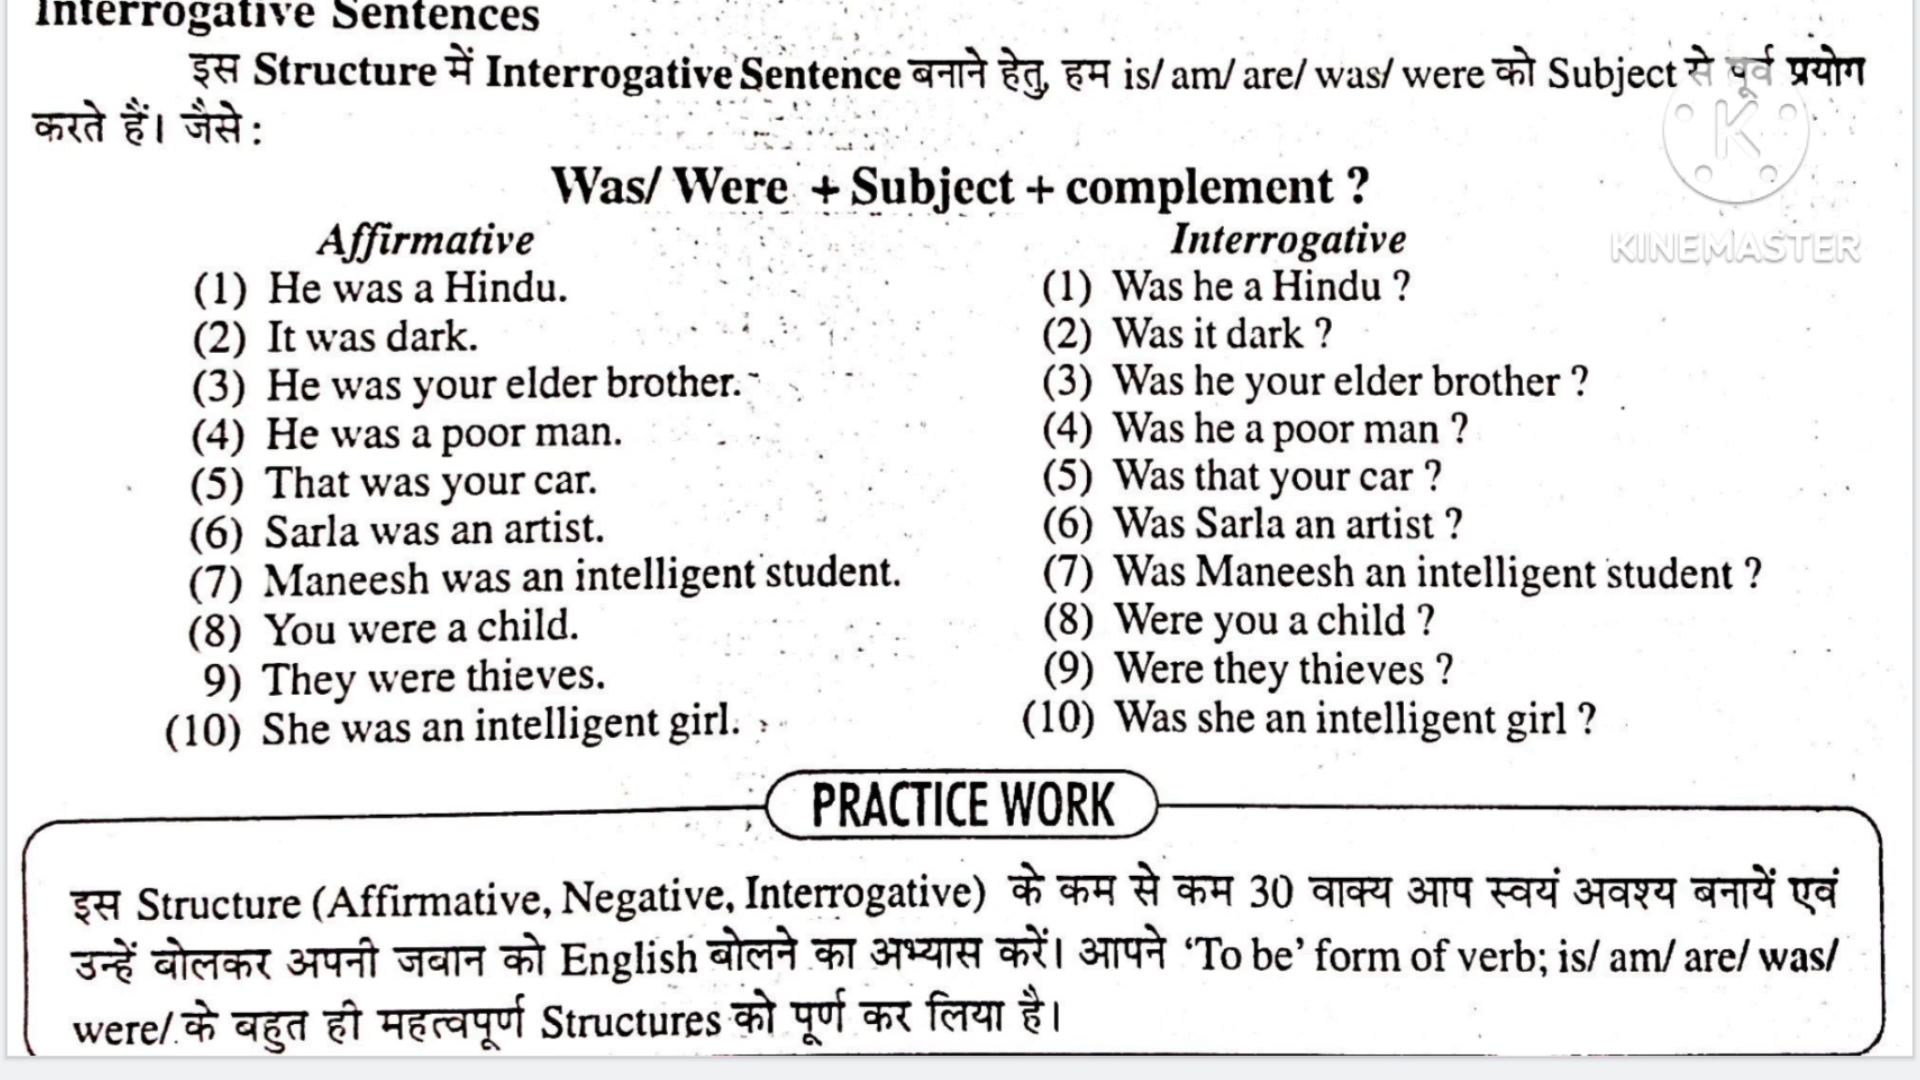 Interrogative Sentences
इस Structure में Interrogative Sentence बनाने हेतु, हम is/ am/ are/ was/ were को Subject से पूर्व प्रयोग
करते हैं। जैसे :
Was/ Were + Subject + complement ?
Affirmative Interrogative
KINEMASTER
(1) He was a Hindu. (1) Was he a Hindu ?
(2) It was dark. (2) Was it dark ?
(3) He was your elder brother. (3) Was he your elder brother ?
(4) He was a poor man. (4) Was he a poor man ?
(5) That was your car. (5) Was that your car ?
(6) Sarla was an artist. (6) Was Sarla an artist ?
(7) Maneesh was an intelligent student. (7) Was Maneesh an intelligent student ?
(8) You were a child. (8) Were you a child ?
9) They were thieves. (9) Were they thieves ?
(10) She was an intelligent girl. (10) Was she an intelligent girl ?
PRACTICE WORK
इस Structure (Affirmative, Negative, Interrogative) के कम से कम 30 वाक्य आप स्वयं अवश्य बनायें एवं
उन्हें बोलकर अपनी जबान को English बोलने का अभ्यास करें। आपने ‘To be’ form of verb; is/ am/ are/ was/
were/ के बहुत ही महत्वपूर्ण Structures को पूर्ण कर लिया है।